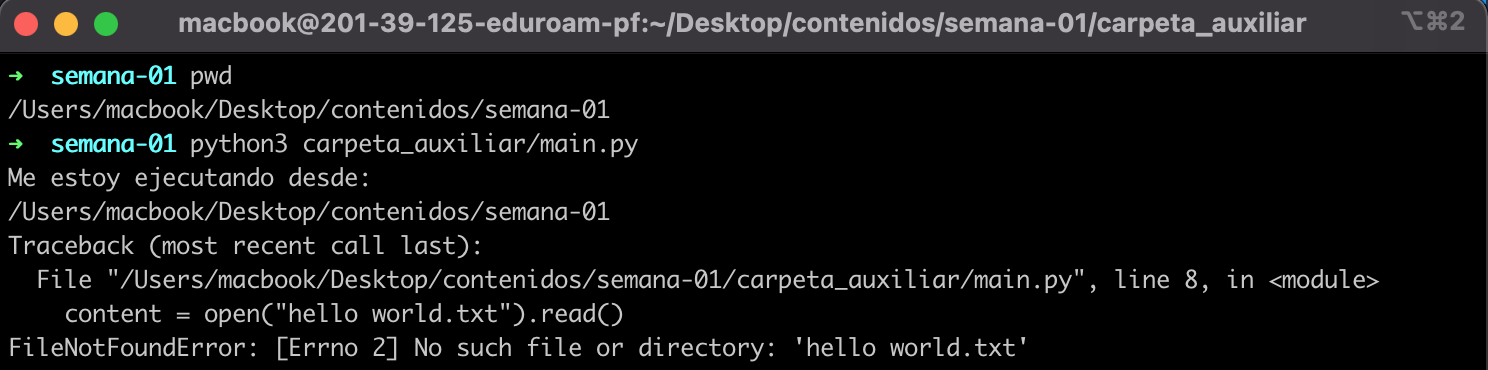 macbook@201-39-125-eduroam-pf:~/Desktop/contenidos/semana-01/carpeta_auxiliar ⌥⌘2
➜ semana-01 pwd
/Users/macbook/Desktop/contenidos/semana-01
➜ semana-01 python3 carpeta_auxiliar/main.py
Me estoy ejecutando desde:
/Users/macbook/Desktop/contenidos/semana-01
Traceback (most recent call last):
  File "/Users/macbook/Desktop/contenidos/semana-01/carpeta_auxiliar/main.py", line 8, in <module>
    content = open("hello world.txt").read()
FileNotFoundError: [Errno 2] No such file or directory: 'hello world.txt'